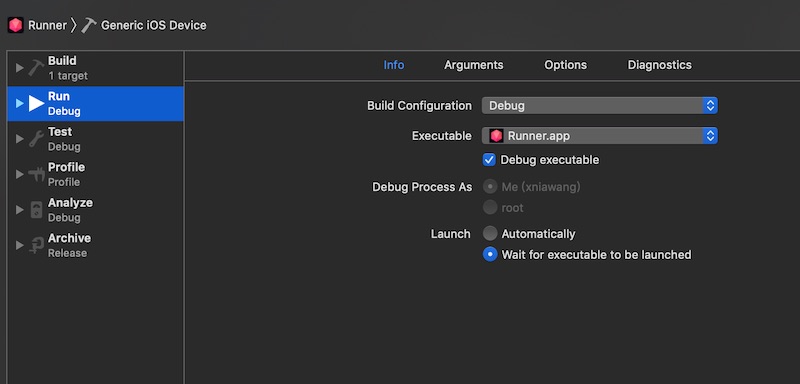 Runner 〉 Generic iOS Device
Build
1 target
Run
Debug
Test
Debug
Profile
Profile
Analyze
Debug
Archive
Release
Info Arguments Options Diagnostics
Build Configuration Debug
Executable Runner.app
Debug executable
Debug Process As Me (xnlawang)
root
Launch Automatically
Wait for executable to be launched